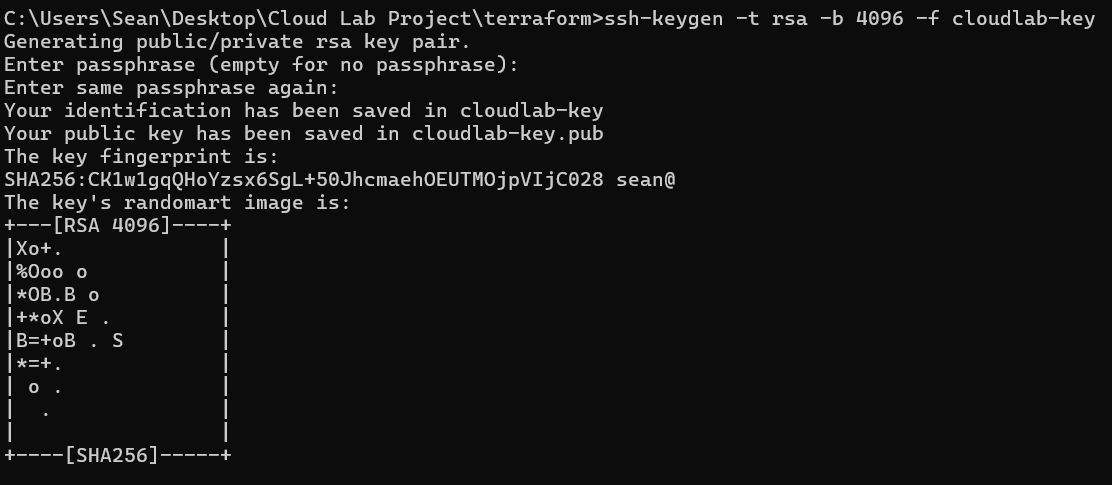 C:\Users\Sean\Desktop\Cloud Lab Project\terraform>ssh-keygen -t rsa -b 4096 -f cloudlab-key
Generating public/private rsa key pair.
Enter passphrase (empty for no passphrase):
Enter same passphrase again:
Your identification has been saved in cloudlab-key
Your public key has been saved in cloudlab-key.pub
The key fingerprint is:
SHA256:CK1w1gqQHoYzsx6SgL+50JhcmaehOEUTMOjpVIjC028 sean@
The key's randomart image is:
+---[RSA 4096]----+
|Xo+.             |
|%Ooo o           |
|*OB.B o          |
|+*oX E .         |
|B=+oB . S        |
|*=+.             |
| o .             |
|  .              |
|                 |
+----[SHA256]-----+